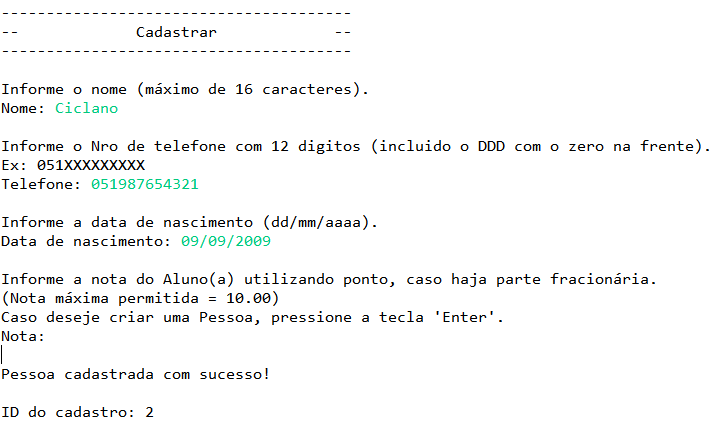 ---------------------------------------
--             Cadastrar             --
---------------------------------------
Informe o nome (máximo de 16 caracteres).
Nome: Ciclano
Informe o Nro de telefone com 12 digitos (incluido o DDD com o zero na frente).
Ex: 051XXXXXXXXX
Telefone: 051987654321
Informe a data de nascimento (dd/mm/aaaa).
Data de nascimento: 09/09/2009
Informe a nota do Aluno(a) utilizando ponto, caso haja parte fracionária.
(Nota máxima permitida = 10.00)
Caso deseje criar uma Pessoa, pressione a tecla 'Enter'.
Nota:
Pessoa cadastrada com sucesso!
ID do cadastro: 2